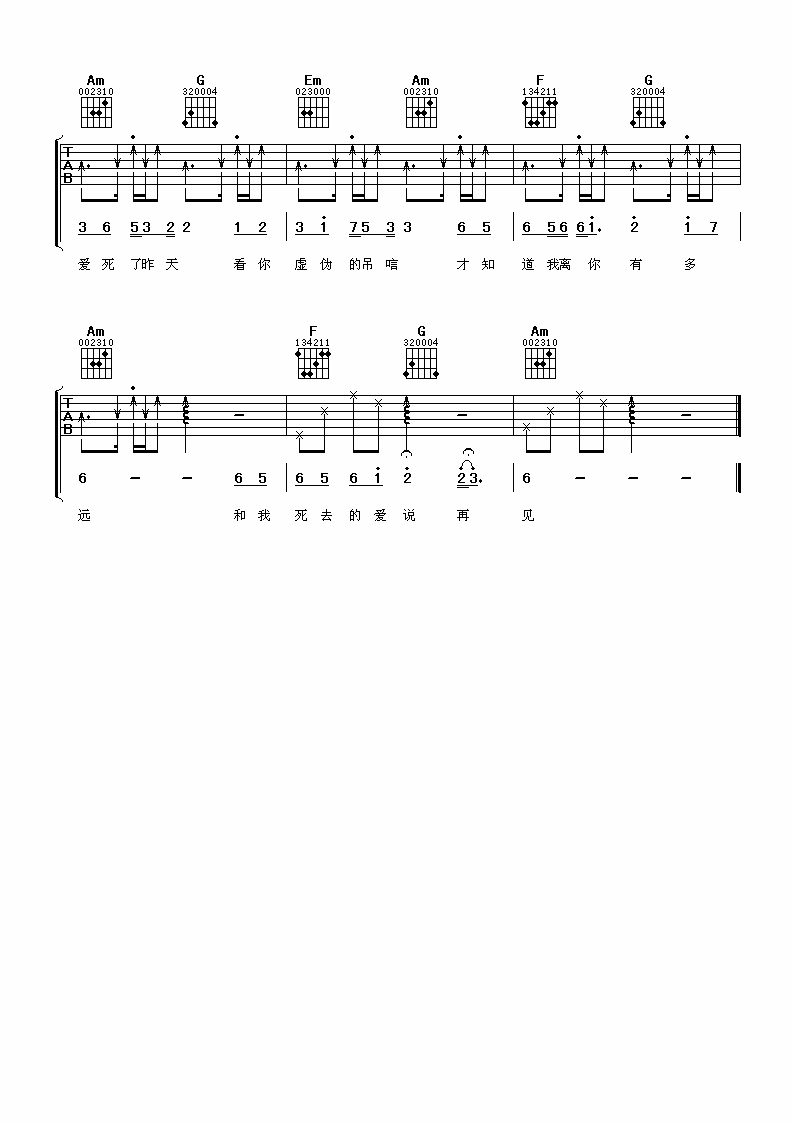 Am G Em Am F G
002310 320004 023000 002310 134211 320004
TAB
3 6 5 3 2 2 1 2 3 1 7 5 3 3 6 5 6 5 6 6 1. 2 1 7
爱 死 了昨 天 看 你 虚 伪 的吊 唁 才 知 道 我离 你 有 多
Am F G Am
002310 134211 320004 002310
TAB
6 – – 6 5 6 5 6 1 2 2 3. 6 – – –
远 和 我 死 去 的 爱 说 再 见